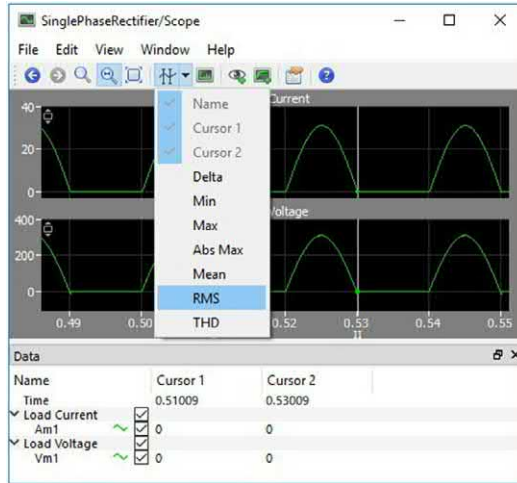 SinglePhaseRectifier/Scope
File Edit View Window Help
Current
40
20
0
Name
Cursor 1
Cursor 2
Delta
Min
Max
Abs Max
Mean
RMS
THD
Voltage
400
200
0
0.49 0.50 0.52 0.53 0.54 0.55
Data
Name Cursor 1 Cursor 2
Time 0.51009 0.53009
Load Current
Am1 0 0
Load Voltage
Vm1 0 0